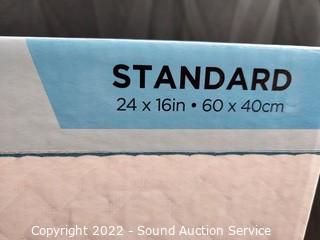 STANDARD
24 x 16in • 60 x 40cm
Copyright 2022 - Sound Auction Service